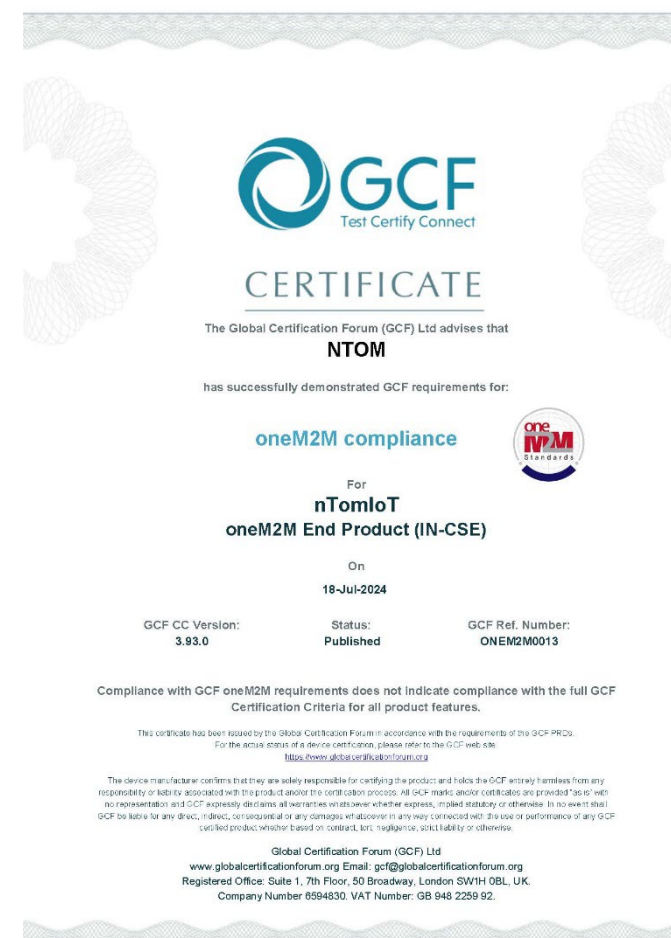 GCF
Test Certify Connect
CERTIFICATE
The Global Certification Forum (GCF) Ltd advises that
NTOM
has successfully demonstrated GCF requirements for:
oneM2M compliance
one
M2M
Standards
For
nTomIoT
oneM2M End Product (IN-CSE)
On
18-Jul-2024
GCF CC Version: Status: GCF Ref. Number:
3.93.0 Published ONEM2M0013
Compliance with GCF oneM2M requirements does not indicate compliance with the full GCF
Certification Criteria for all product features.
This certificate has been issued by the Global Certification Forum in accordance with the requirements of the GCF PRDs.
For the actual status of a device certification, please refer to the GCF web site
https://www.globalcertificationforum.org
The device manufacturer confirms that they are solely responsible for certifying the product and holds the GCF entirely harmless from any
responsibility or liability associated with the product and/or the certification process. All GCF marks and/or certificates are provided "as is" with
no representation and GCF expressly disclaims all warranties whatsoever whether express, implied statutory or otherwise. In no event shall
GCF be liable for any direct, indirect, consequential or any damages whatsoever in any way connected with the use or performance of any GCF
certified product whether based on contract, tort, negligence, strict liability or otherwise.
Global Certification Forum (GCF) Ltd
www.globalcertificationforum.org Email: gcf@globalcertificationforum.org
Registered Office: Suite 1, 7th Floor, 50 Broadway, London SW1H 0BL, UK.
Company Number 6594830. VAT Number: GB 948 2259 92.